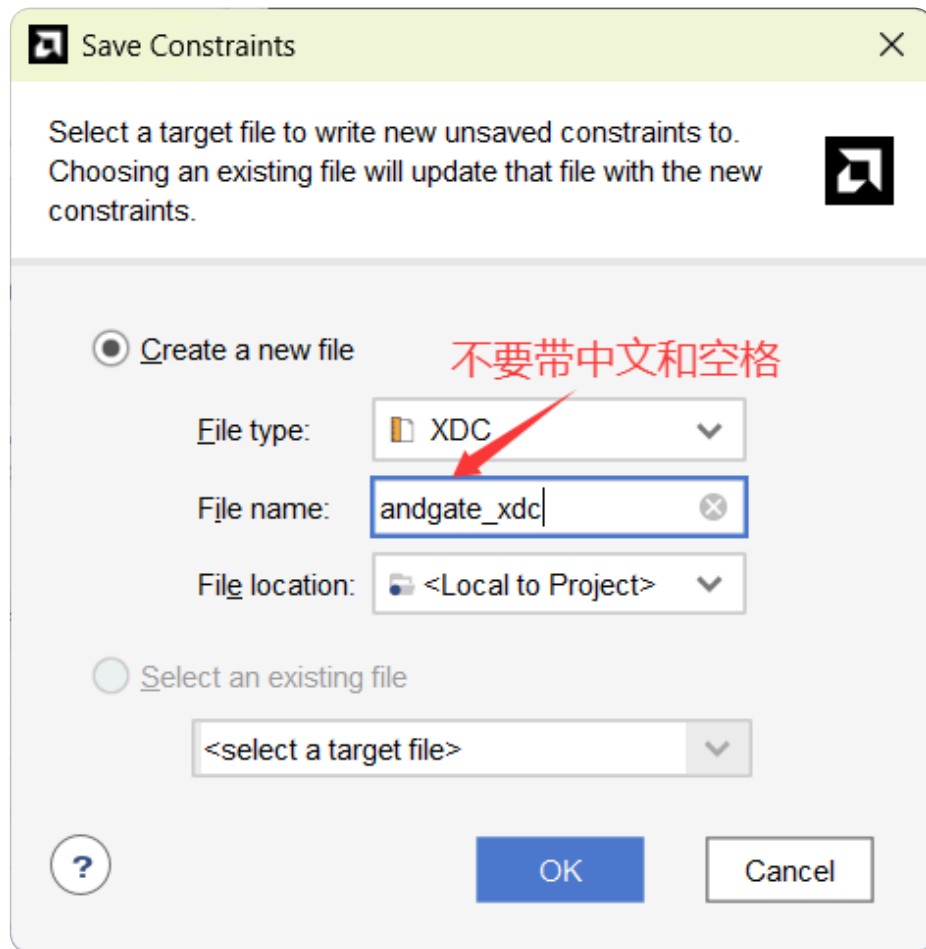 Save Constraints
Select a target file to write new unsaved constraints to.
Choosing an existing file will update that file with the new
constraints.
Create a new file
不要带中文和空格
File type:
XDC
File name:
andgate_xdc
File location:
<Local to Project>
Select an existing file
<select a target file>
?
OK
Cancel